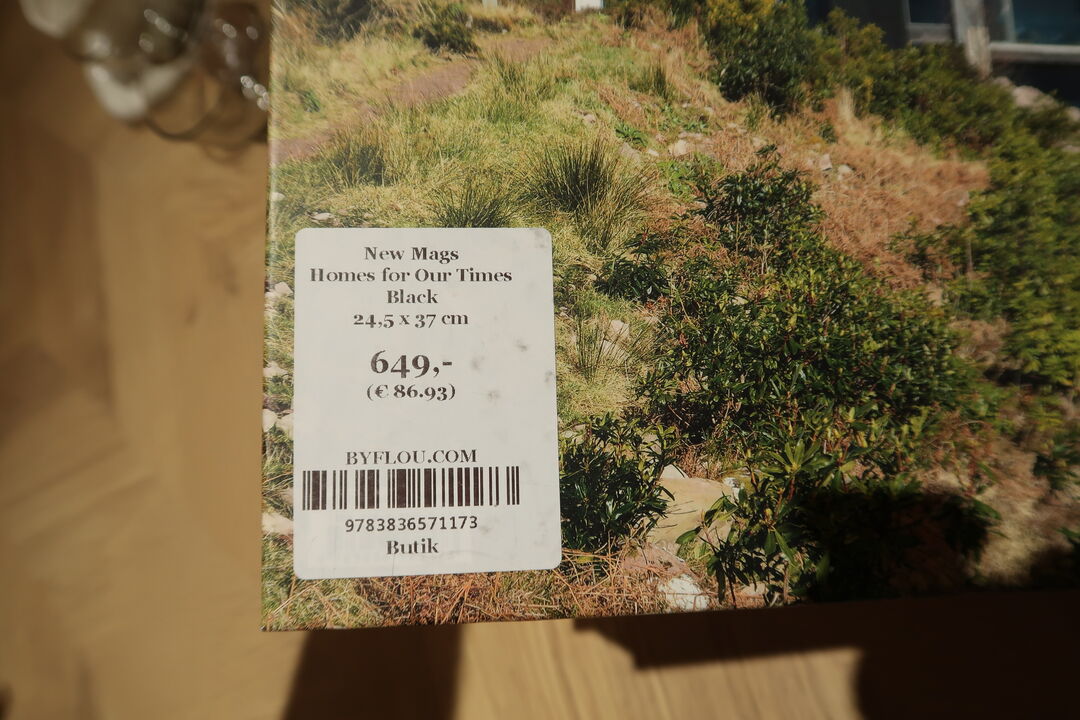 New Mags
Homes for Our Times
Black
24,5 x 37 cm
649,-
(€ 86.93)
BYFLOU.COM
9783836571173
Butik